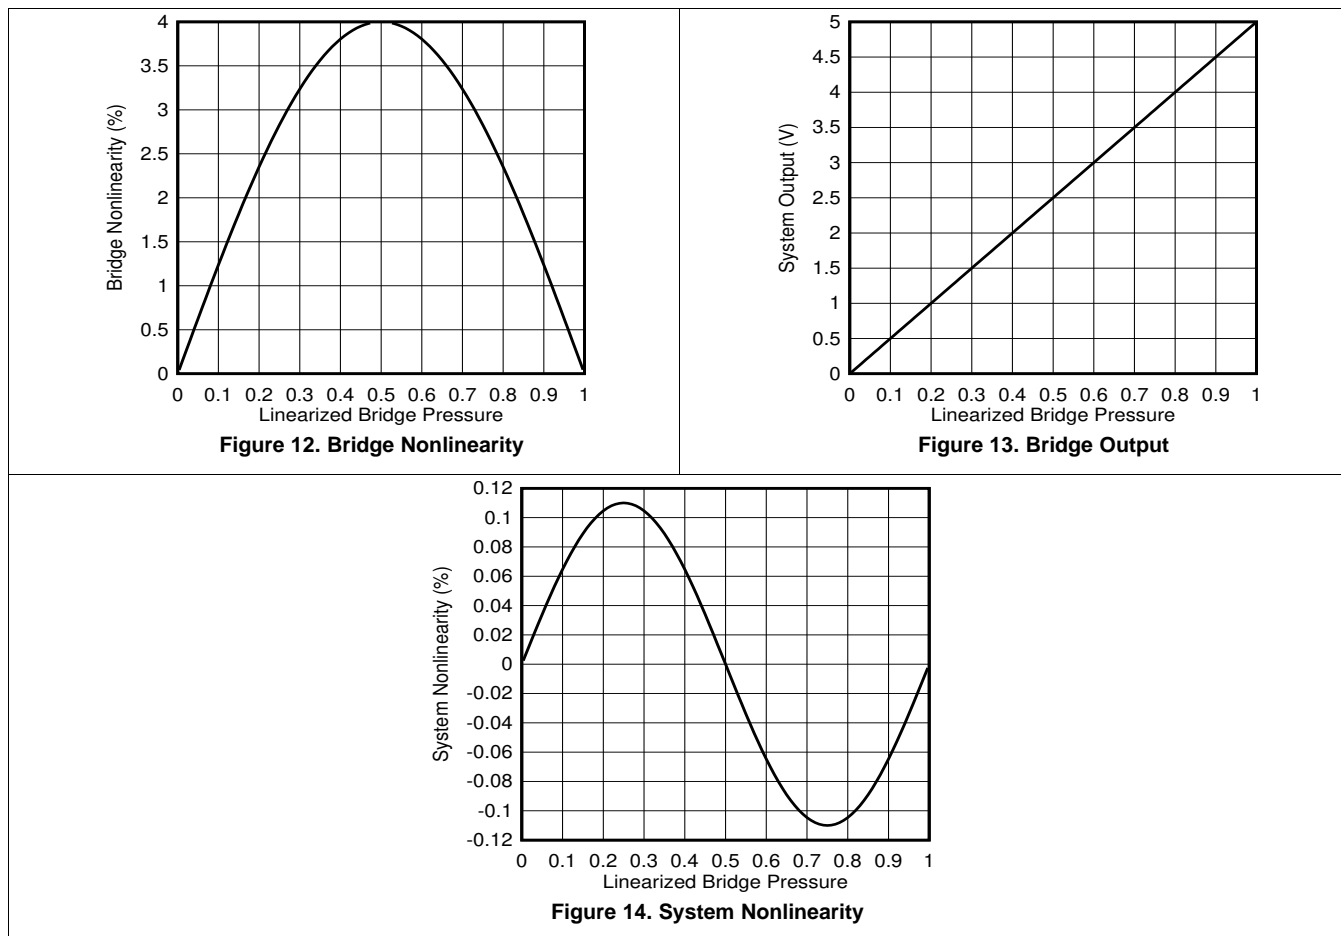 4
3.5
3
2.5
2
1.5
1
0.5
0
Bridge Nonlinearity (%)
0 0.1 0.2 0.3 0.4 0.5 0.6 0.7 0.8 0.9 1
Linearized Bridge Pressure
Figure 12. Bridge Nonlinearity
5
4.5
4
3.5
3
2.5
2
1.5
1
0.5
0
System Output (V)
0 0.1 0.2 0.3 0.4 0.5 0.6 0.7 0.8 0.9 1
Linearized Bridge Pressure
Figure 13. Bridge Output
0.12
0.1
0.08
0.06
0.04
0.02
0
-0.02
-0.04
-0.06
-0.08
-0.1
-0.12
System Nonlinearity (%)
0 0.1 0.2 0.3 0.4 0.5 0.6 0.7 0.8 0.9 1
Linearized Bridge Pressure
Figure 14. System Nonlinearity